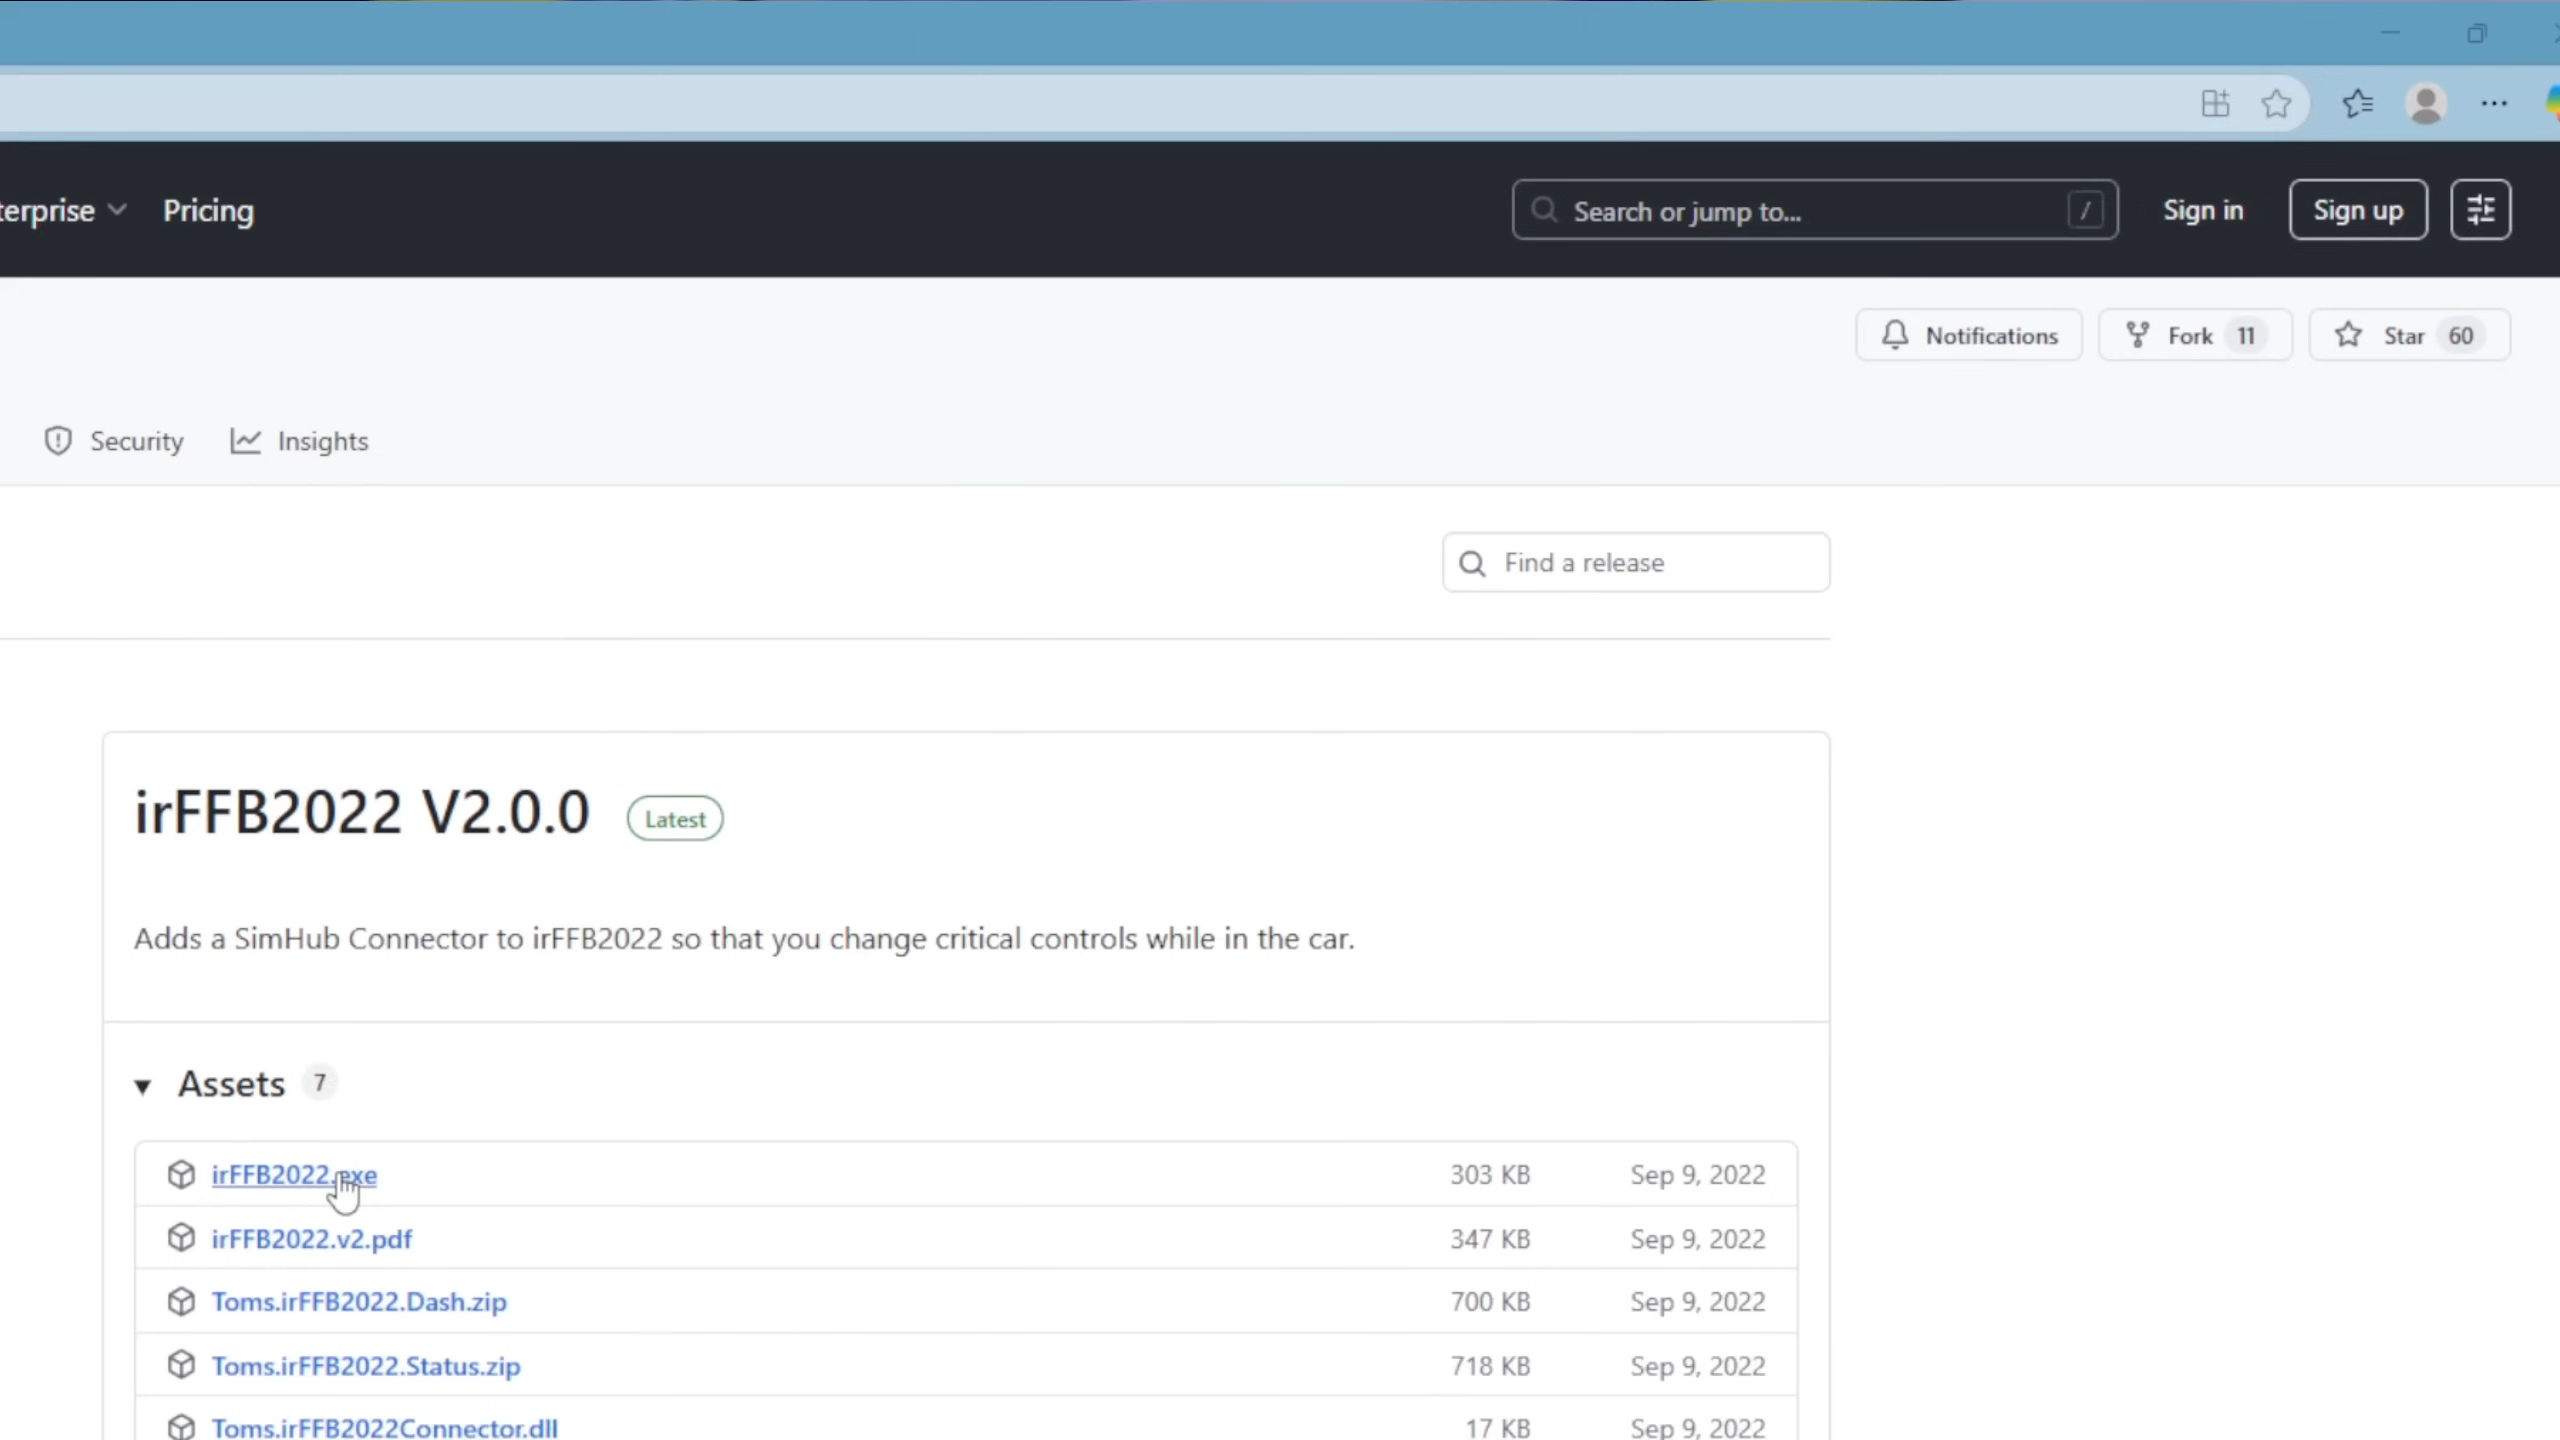 terprise Pricing Search or jump to... / Sign in Sign up
Notifications Fork 11 Star 60
Security Insights
Find a release
irFFB2022 V2.0.0 Latest
Adds a SimHub Connector to irFFB2022 so that you change critical controls while in the car.
Assets 7
irFFB2022.exe 303 KB Sep 9, 2022
irFFB2022.v2.pdf 347 KB Sep 9, 2022
Toms.irFFB2022.Dash.zip 700 KB Sep 9, 2022
Toms.irFFB2022.Status.zip 718 KB Sep 9, 2022
Toms.irFFB2022Connector.dll 17 KB Sep 9, 2022